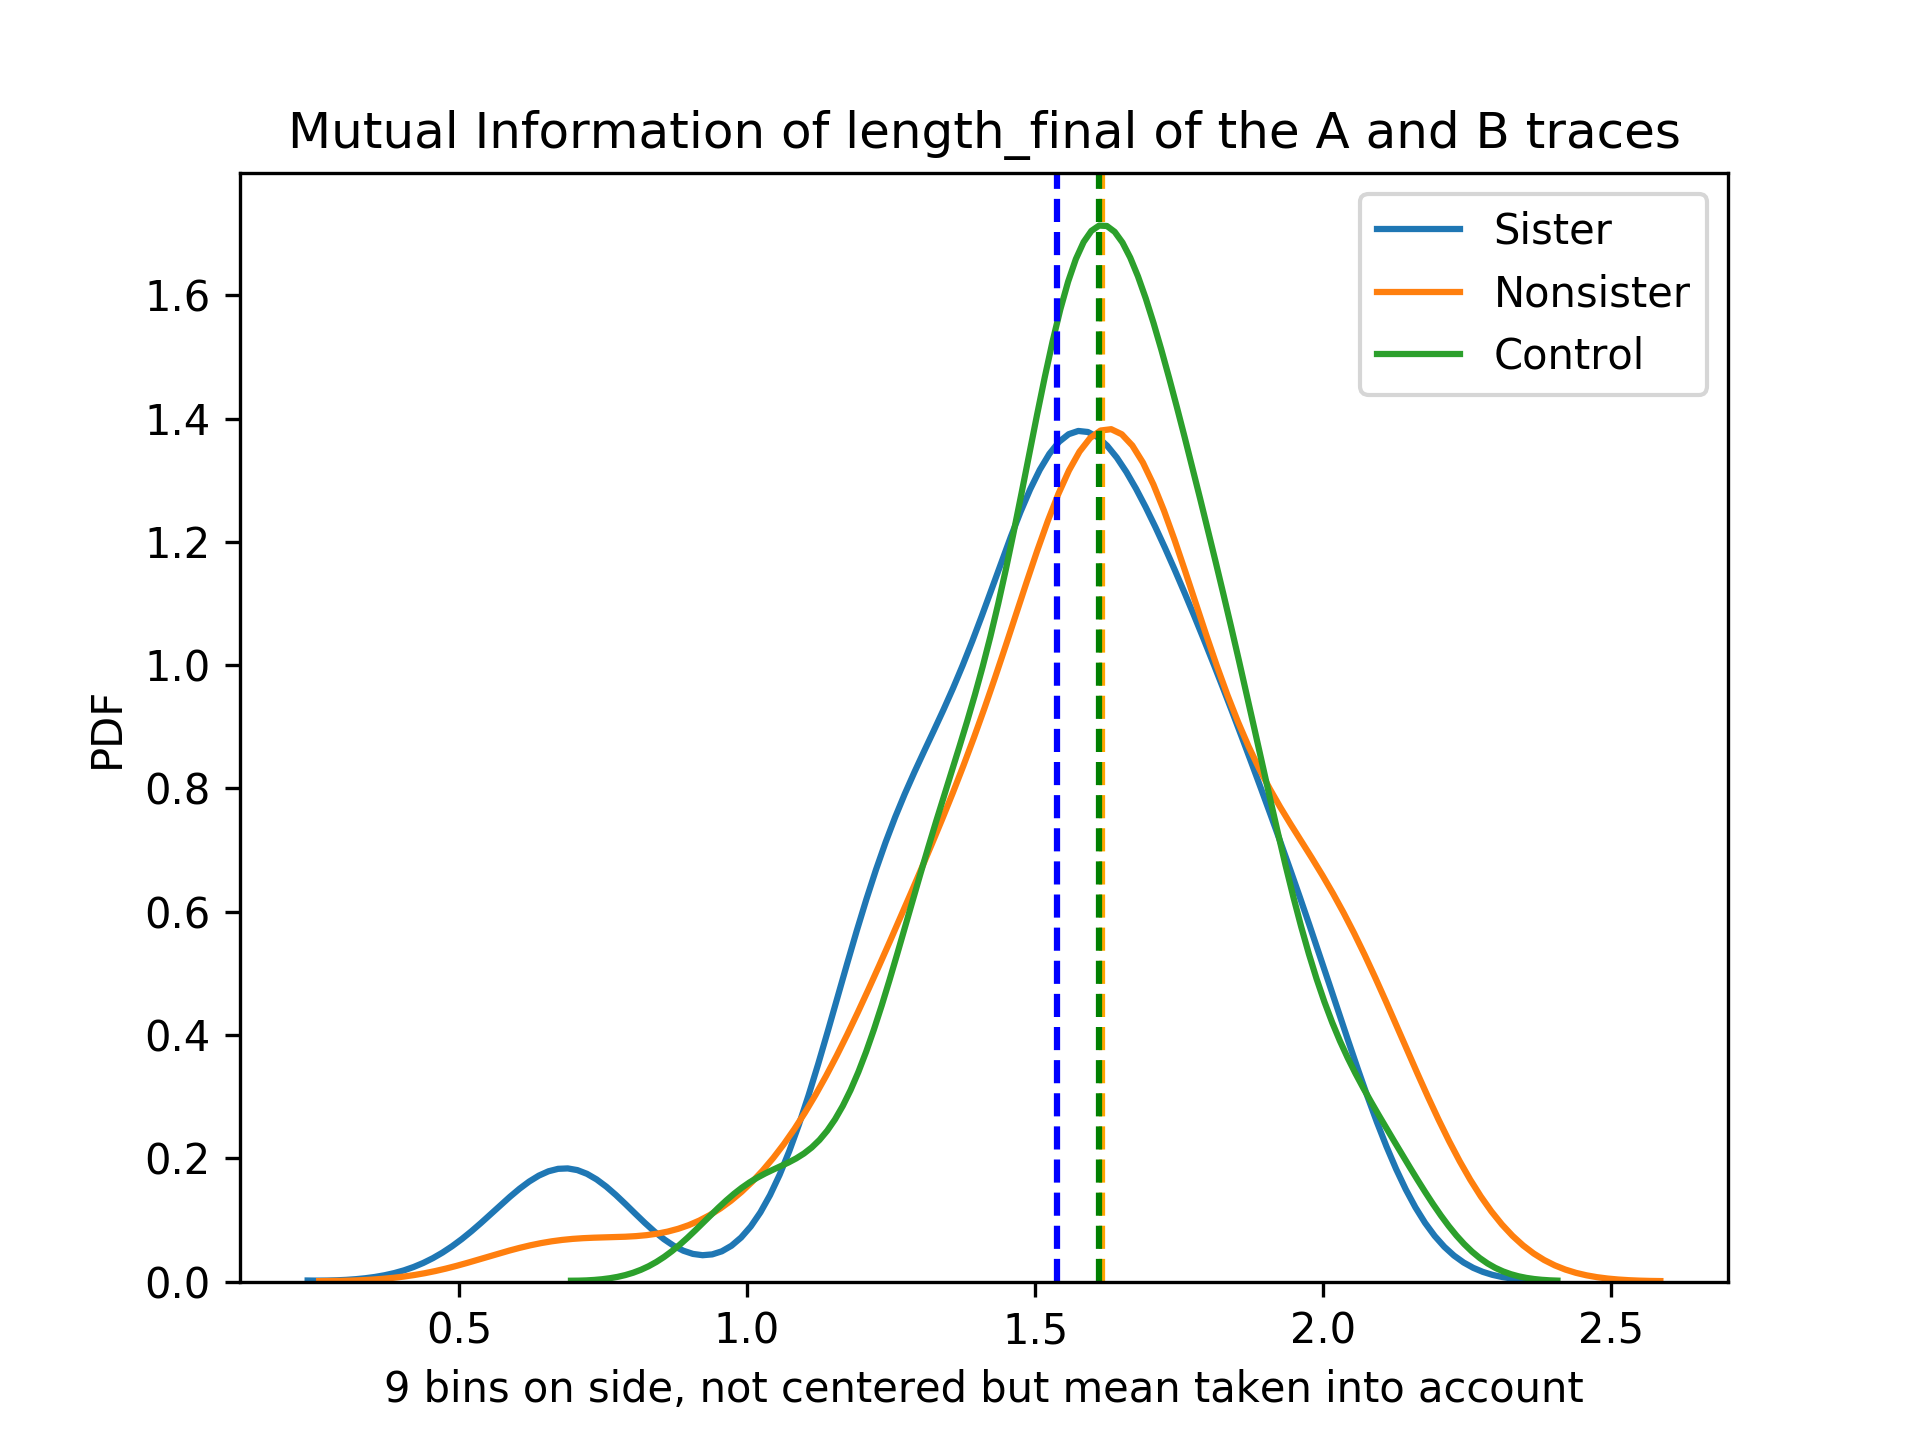 Mutual Information of length_final of the A and B traces
Sister
Nonsister
Control
PDF
1.6
1.4
1.2
1.0
0.8
0.6
0.4
0.2
0.0
0.5 1.0 1.5 2.0 2.5
9 bins on side, not centered but mean taken into account